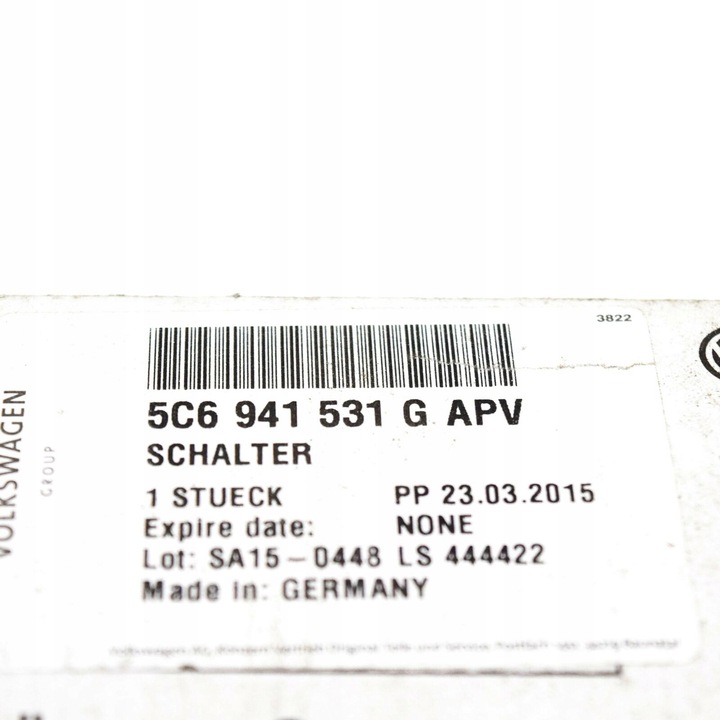 3822
5C6 941 531 G APV
SCHALTER
1 STUECK PP 23.03.2015
Expire date: NONE
Lot: SA15-0448 LS 444422
Made in: GERMANY
VOLKSWAGEN
GROUP